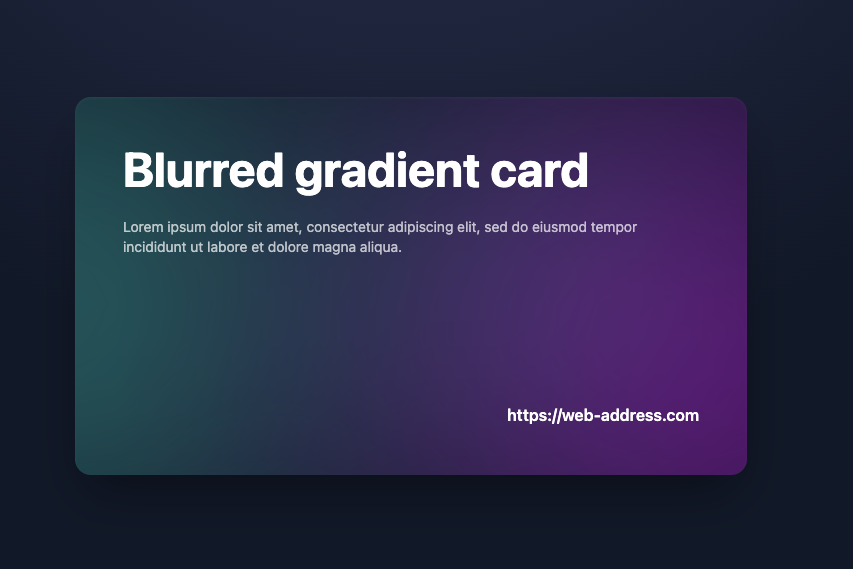 Blurred gradient card
Lorem ipsum dolor sit amet, consectetur adipiscing elit, sed do eiusmod tempor
incididunt ut labore et dolore magna aliqua.
https://web-address.com